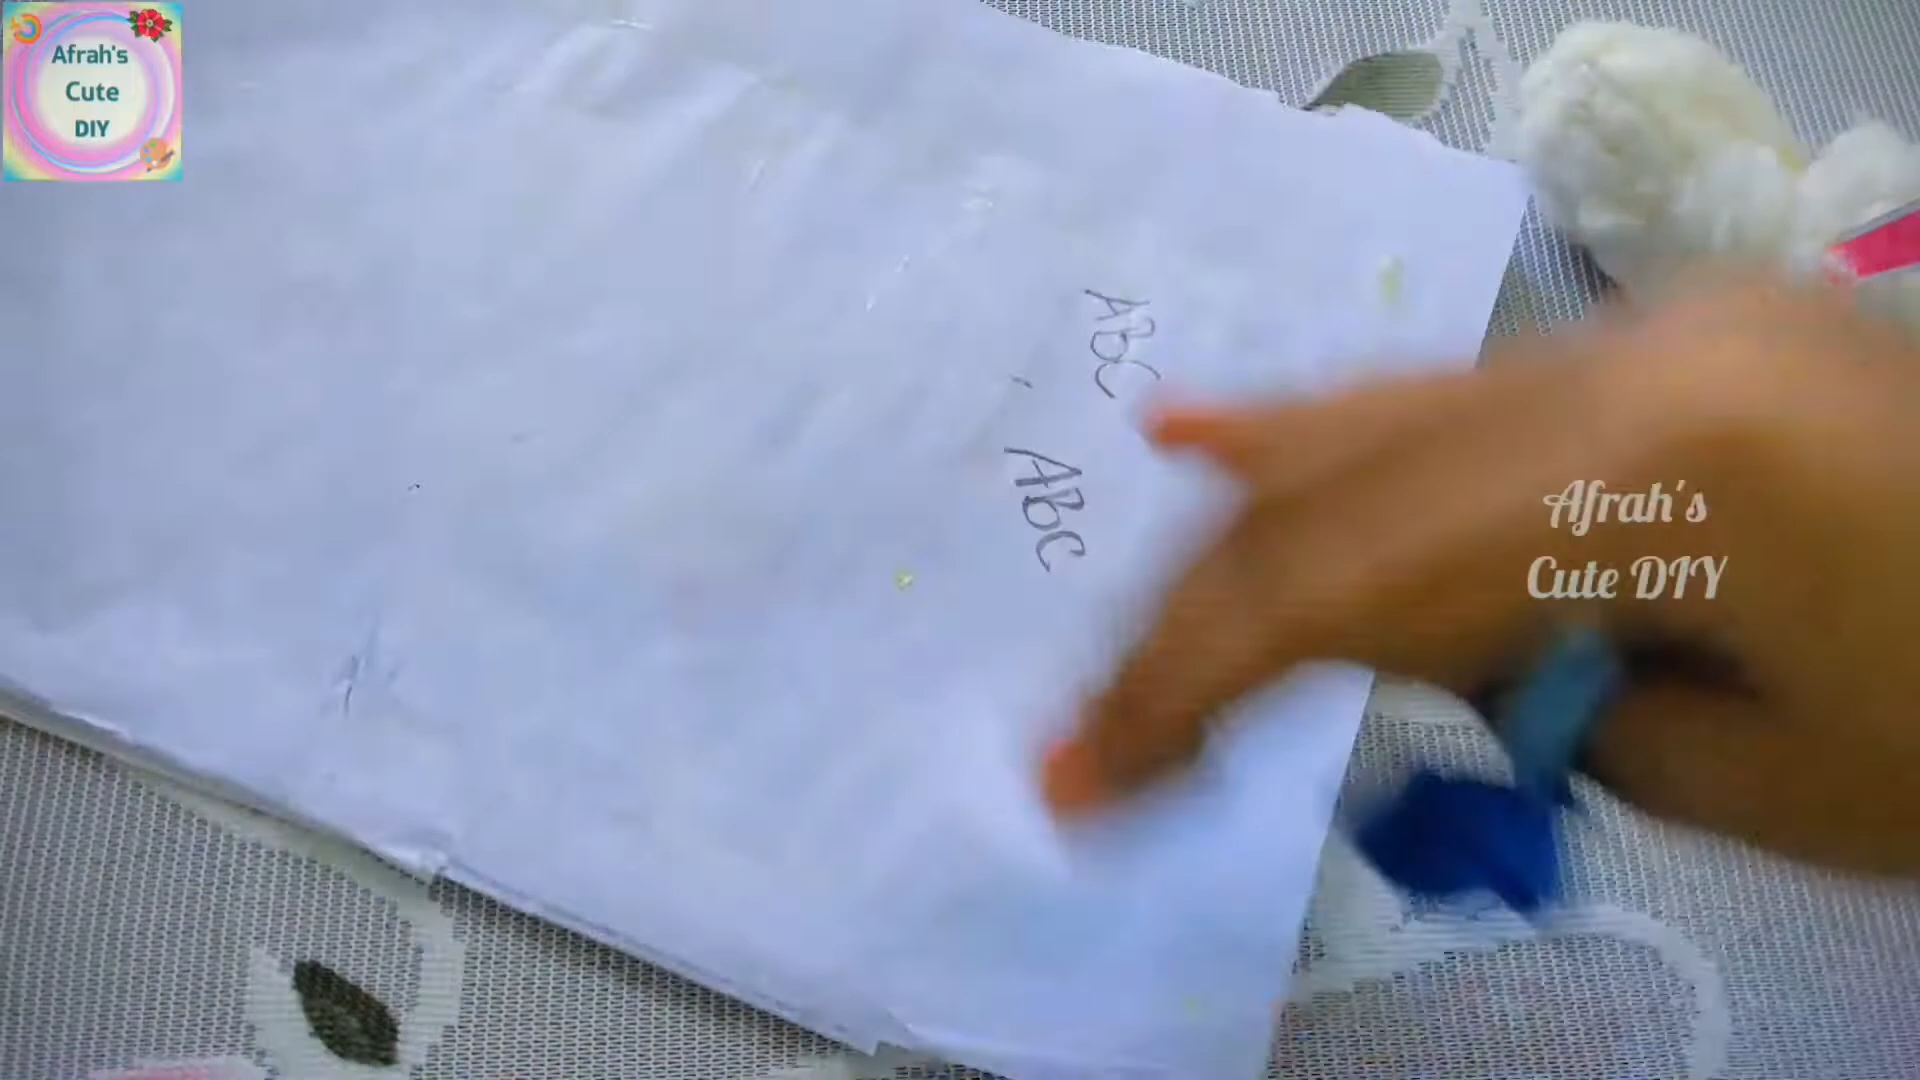 Afrah's
Cute
DIY
ABC
ABC
Afrah's
Cute DIY